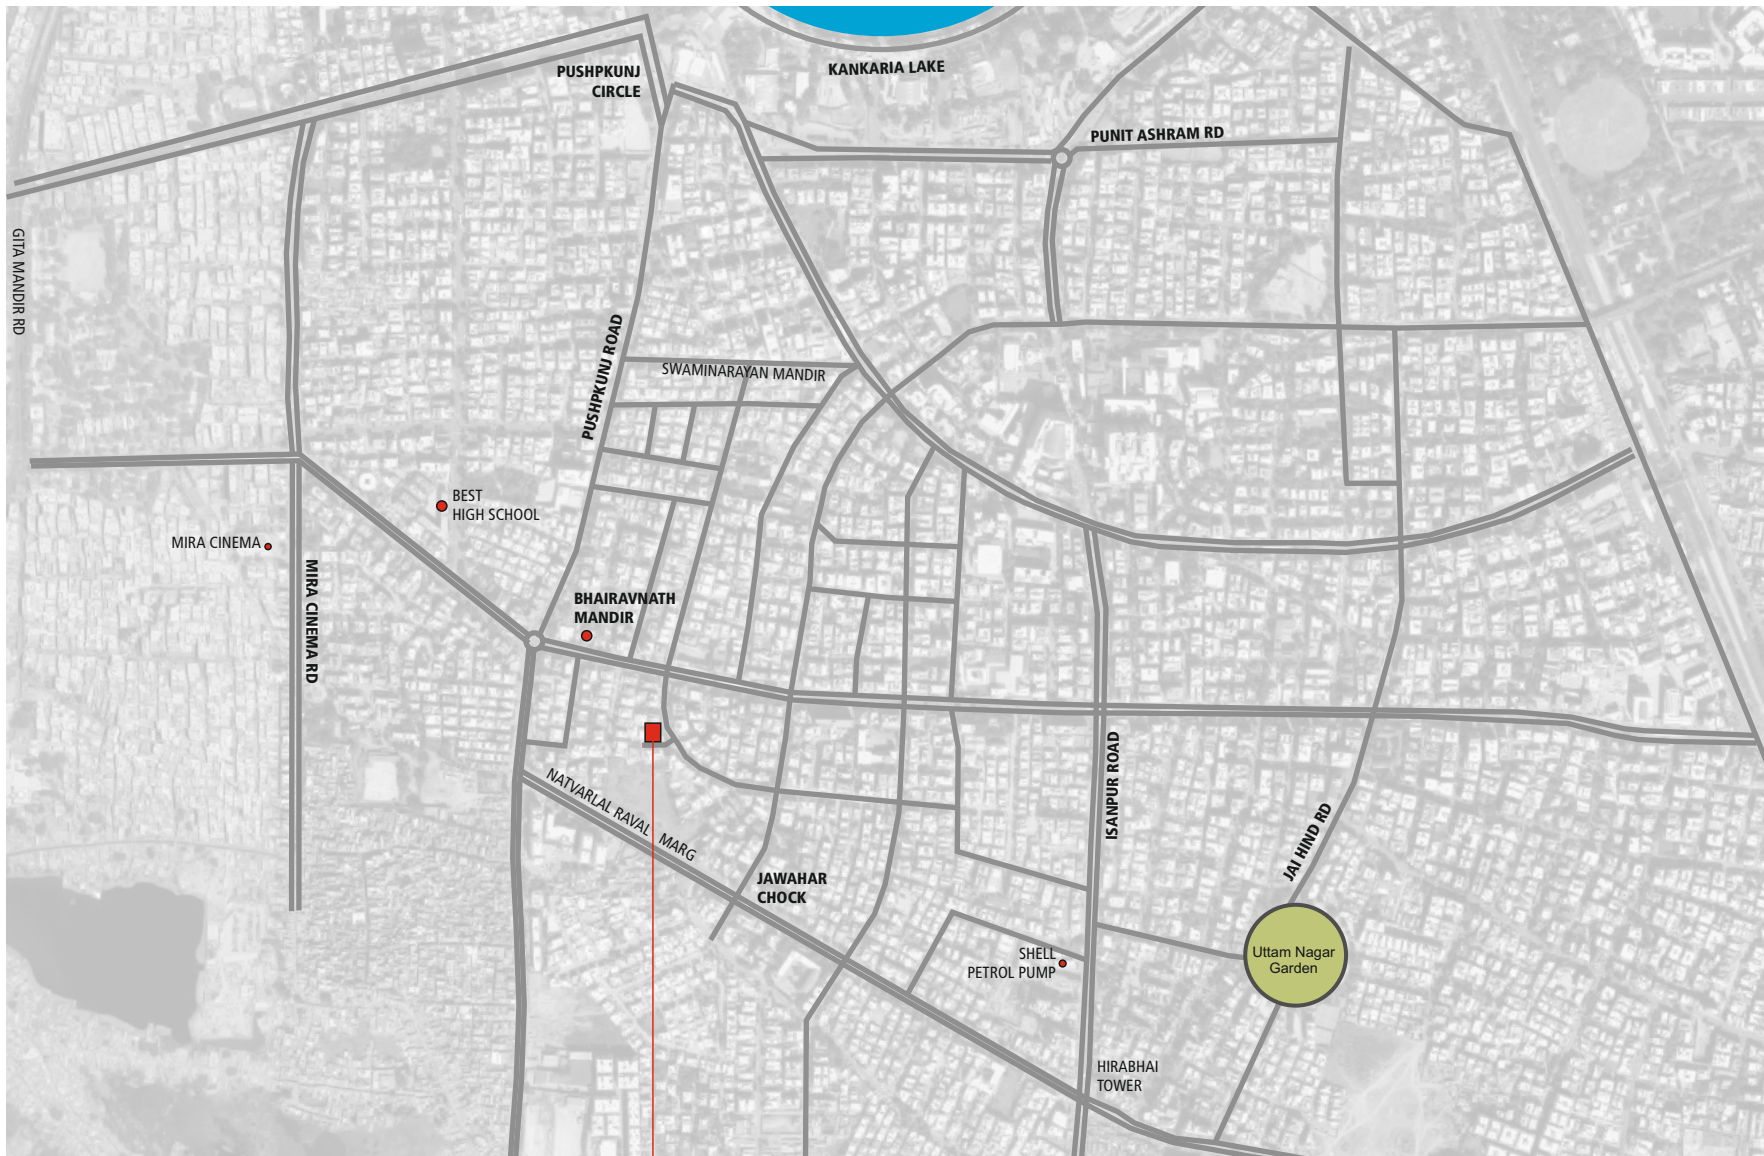 KANKARIA LAKE
PUSHPKUNJ
CIRCLE
PUNIT ASHRAM RD
GITA MANDIR RD
PUSHPKUNJ ROAD
SWAMINARAYAN MANDIR
BEST
HIGH SCHOOL
MIRA CINEMA
MIRA CINEMA RD
BHAIRAVNATH
MANDIR
NATVARLAL RAVAL MARG
ISANPUR ROAD
JAI HIND RD
JAWAHAR
CHOCK
SHELL
PETROL PUMP
Uttam Nagar
Garden
HIRABHAI
TOWER